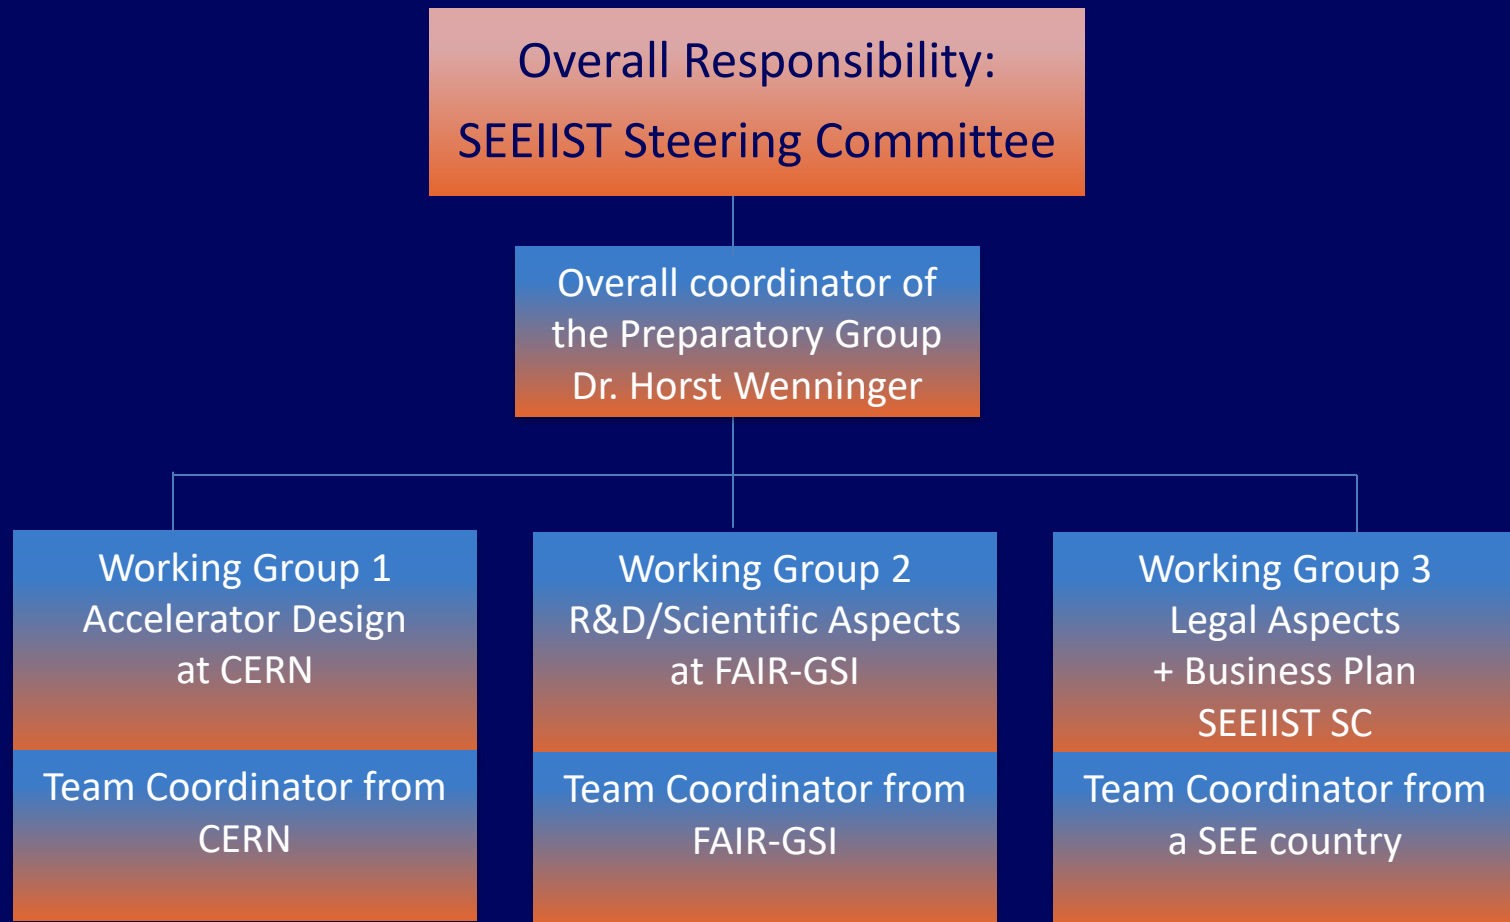 Overall Responsibility:
SEEIIST Steering Committee
Overall coordinator of
the Preparatory Group
Dr. Horst Wenninger
Working Group 1
Accelerator Design
at CERN
Team Coordinator from
CERN
Working Group 2
R&D/Scientific Aspects
at FAIR-GSI
Team Coordinator from
FAIR-GSI
Working Group 3
Legal Aspects
+ Business Plan
SEEIIST SC
Team Coordinator from
a SEE country